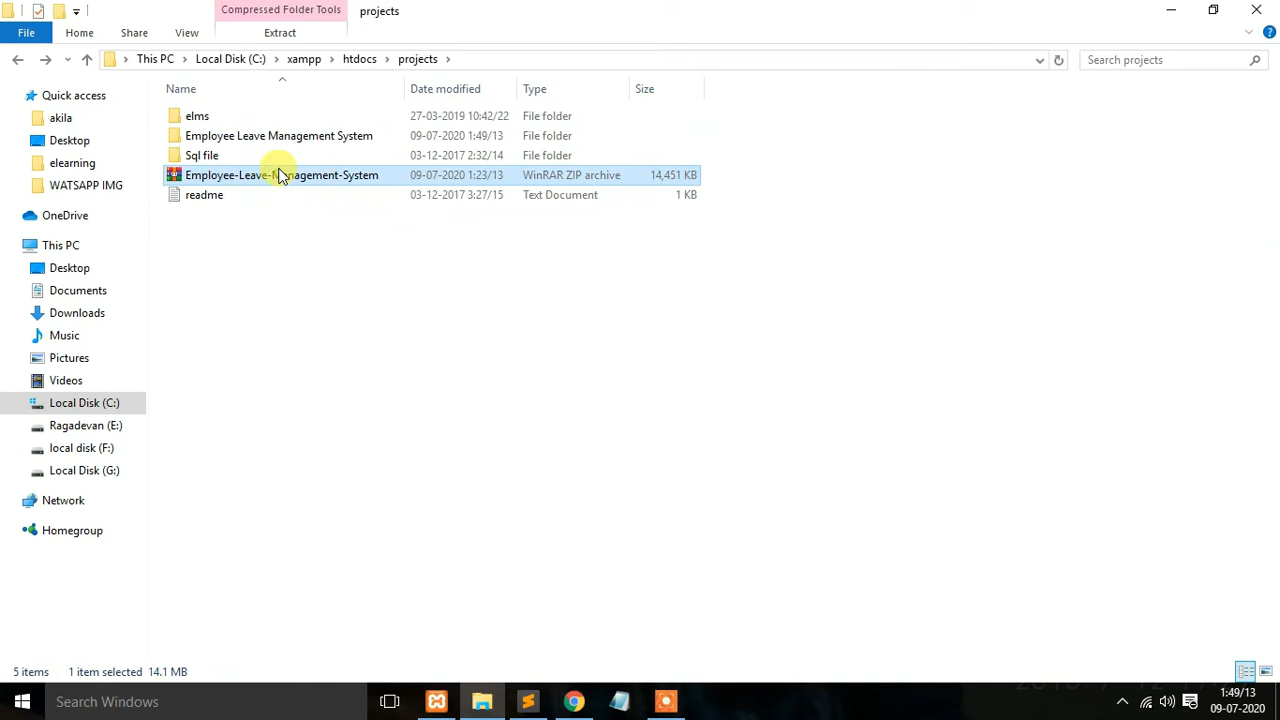 Compressed Folder Tools
projects
File
Home
Share
View
Extract
This PC
Local Disk (C:)
xampp
htdocs
projects
Search projects
Name
Date modified
Type
Size
Quick access
akila
Desktop
elearning
WATSAPP IMG
OneDrive
This PC
Desktop
Documents
Downloads
Music
Pictures
Videos
Local Disk (C:)
Ragadevan (E:)
local disk (F:)
Local Disk (G:)
Network
Homegroup
elms 27-03-2019 10:42/22 File folder
Employee Leave Management System 09-07-2020 1:49/13 File folder
Sql file 03-12-2017 2:32/14 File folder
Employee-Leave-Management-System 09-07-2020 1:23/13 WinRAR ZIP archive 14,451 KB
readme 03-12-2017 3:27/15 Text Document 1 KB
5 items 1 item selected 14.1 MB
Search Windows
1:49/13
09-07-2020